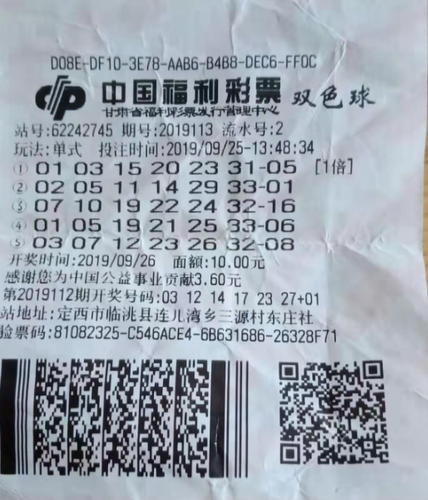 D08E-DF10-3E78-AAB6-B4B8-DEC6-FF0C
中国福利彩票 双色球
甘肃省福利彩票发行管理中心
站号:62242745 期号:2019113 流水号:2
玩法:单式 投注时间:2019/09/25-13:48:34
① 01 03 15 20 23 31-05 [1倍]
② 02 05 11 14 29 33-01
③ 07 10 19 22 24 32-16
④ 01 05 19 21 25 33-06
⑤ 03 07 12 23 26 32-08
开奖时间:2019/09/26 面额:10.00元
感谢您为中国公益事业贡献3.60元
第2019112期开奖号码:03 12 14 17 23 27+01
站地址:定西市临洮县连儿湾乡三源村东庄社
验票码:81082325-C546ACE4-6B631686-26328F71